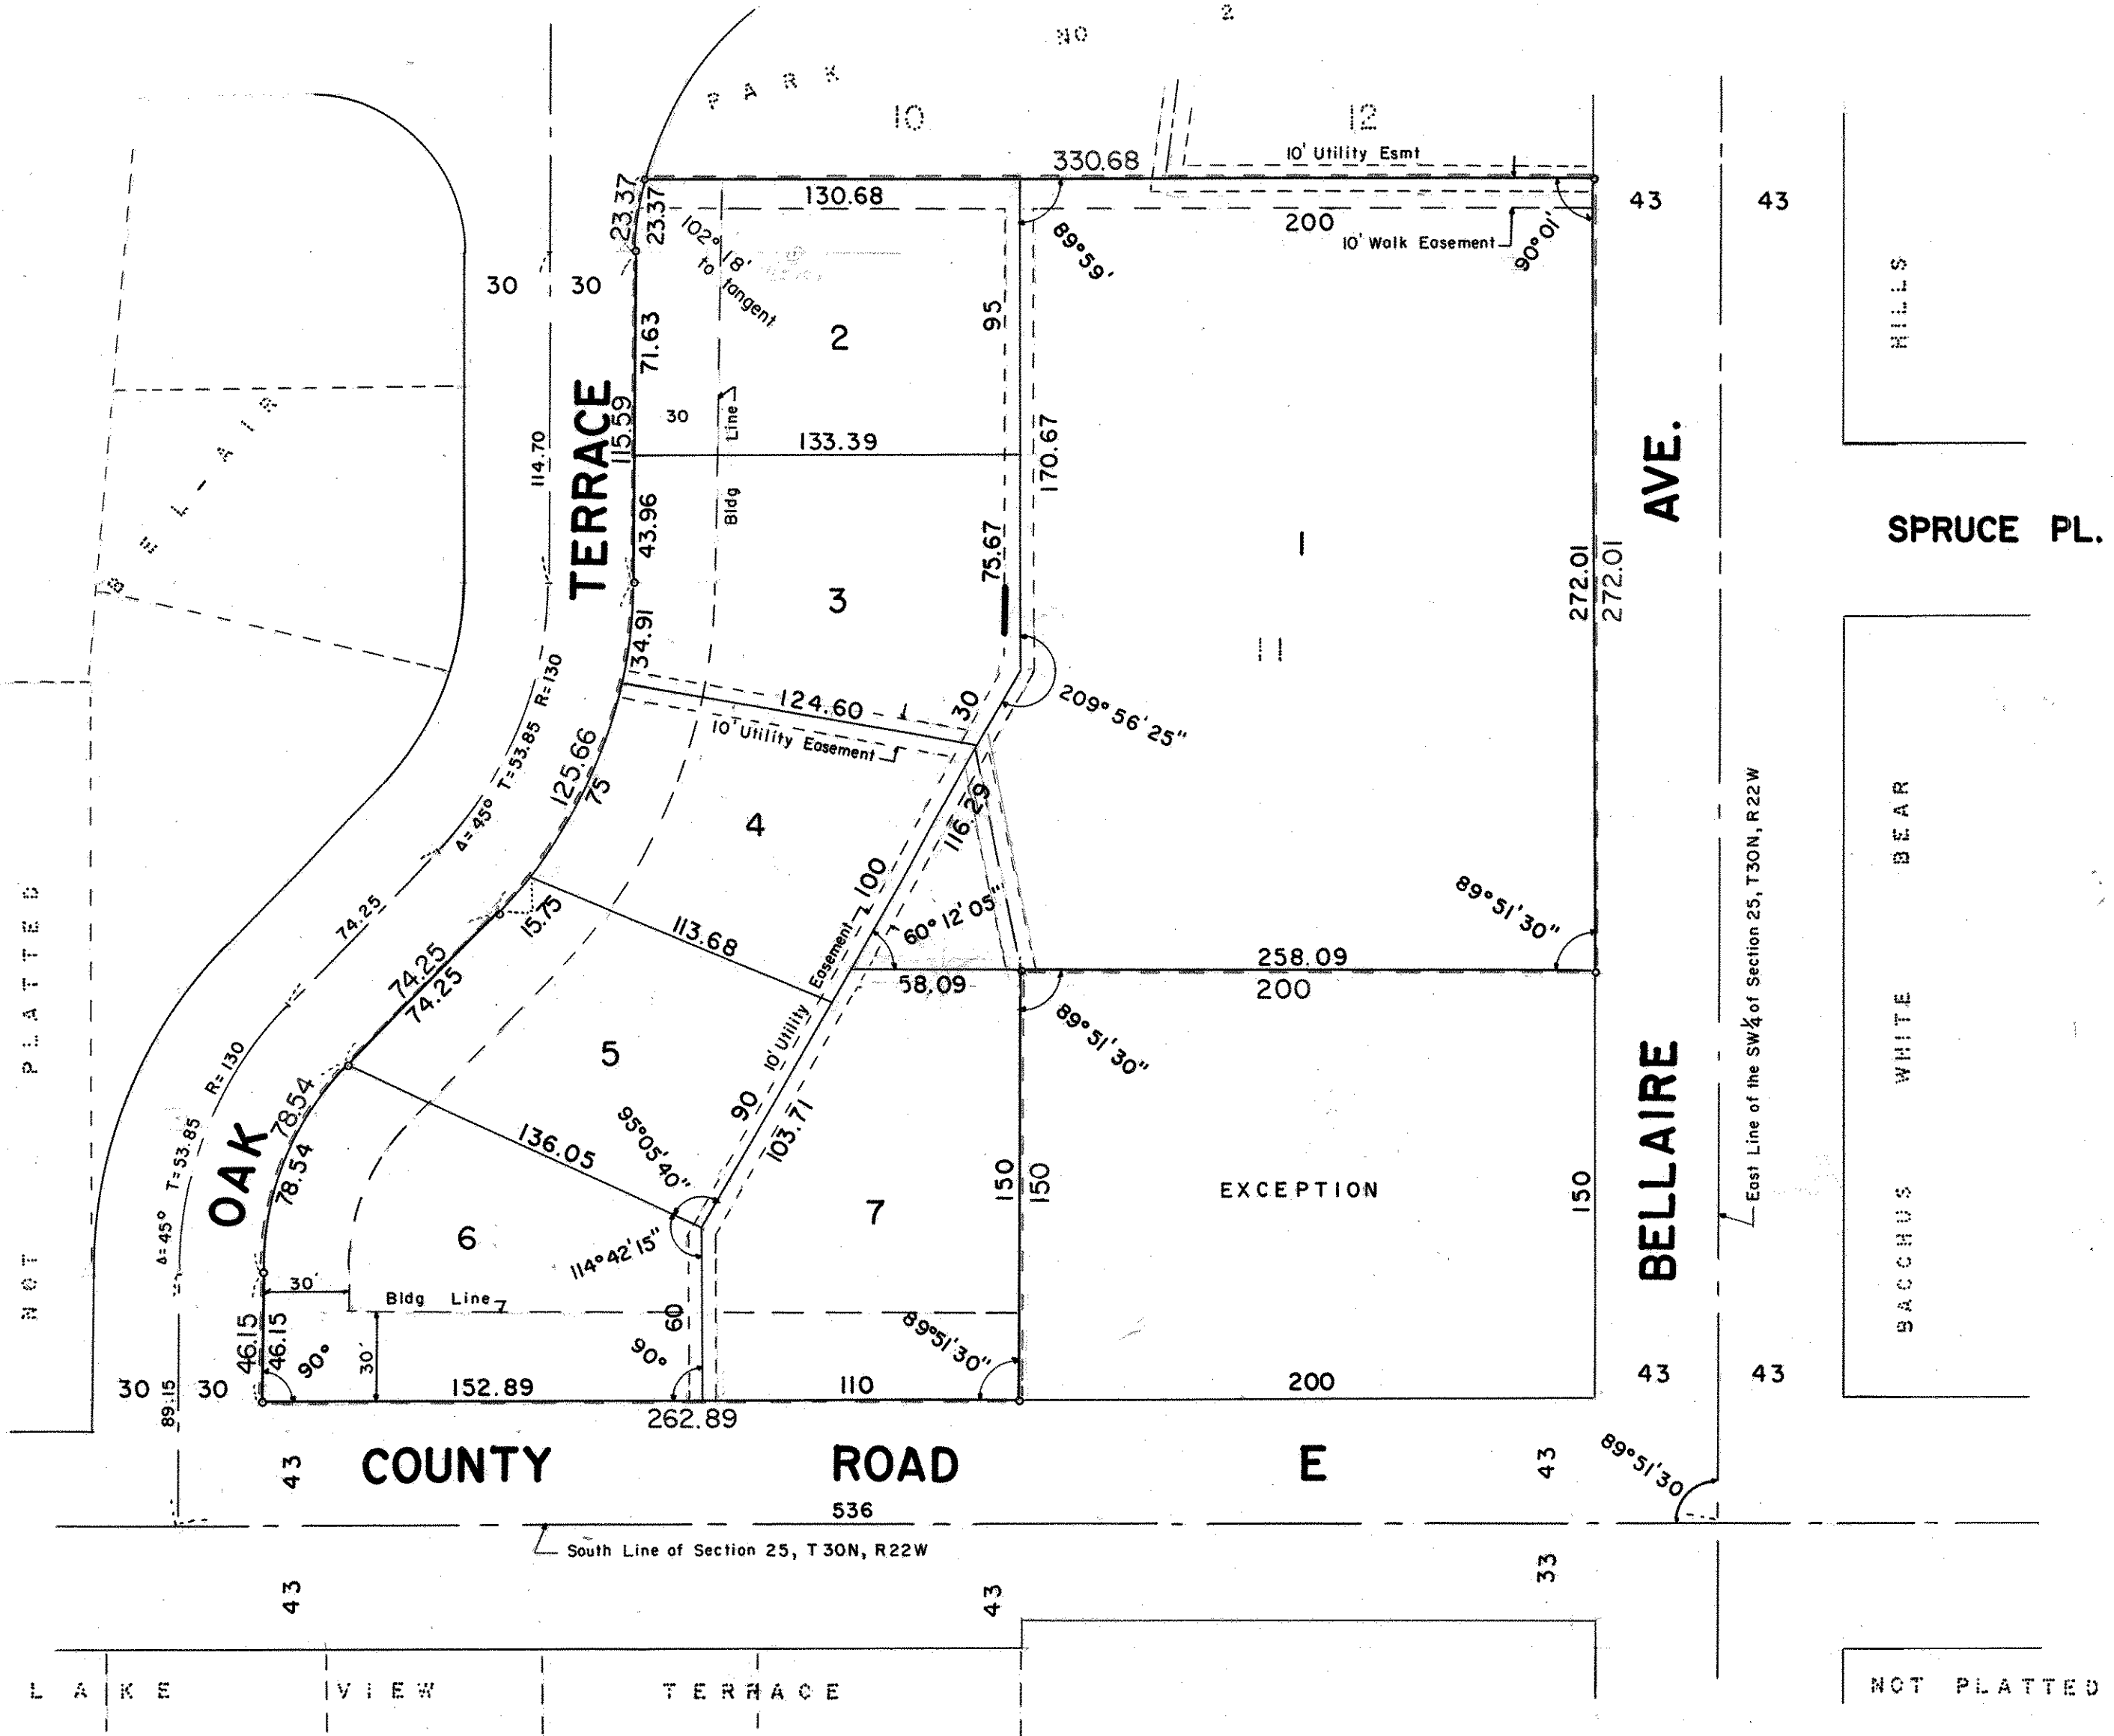 NO 2
PARK
10
12
330.68
10' Utility Esmt
130.68
23.37
23.37
102° 18'
to
tangent
89°59'
200
10' Walk Easement
90°01'
43
43
HILLS
30
30
2
95
71.63
115.59
30
Bldg Line
133.39
170.67
114.70
TERRACE
BEL-AIR
43.96
75.67
3
1
11
272.01
272.01
AVE.
SPRUCE PL.
134.91
124.60
30
209° 56' 25"
10' Utility Easement
Δ=45° T=53.85 R=130
125.66
75
4
116.29
100
60° 12' 05"
89°51'30"
East Line of the SW¼ of Section 25, T30N, R22W
BEAR
WHITE
BACCHUS
NOT PLATTED
74.25
15.75
113.68
10' Utility Easement
258.09
58.09
200
89°51'30"
74.25
74.25
5
90
103.71
95°05'40"
136.05
Δ=45° T=53.85 R=130
78.54
78.54
OAK
150
150
EXCEPTION
150
BELLAIRE
7
6
114°42'15"
30'
Bldg Line
60
89°51'30"
46.15
46.15
90°
30'
90°
30
30
89.15
152.89
110
200
43
43
262.89
43
COUNTY ROAD E
43
89°51'30
536
South Line of Section 25, T30N, R22W
43
43
33
LAKE VIEW TERRACE
NOT PLATTED